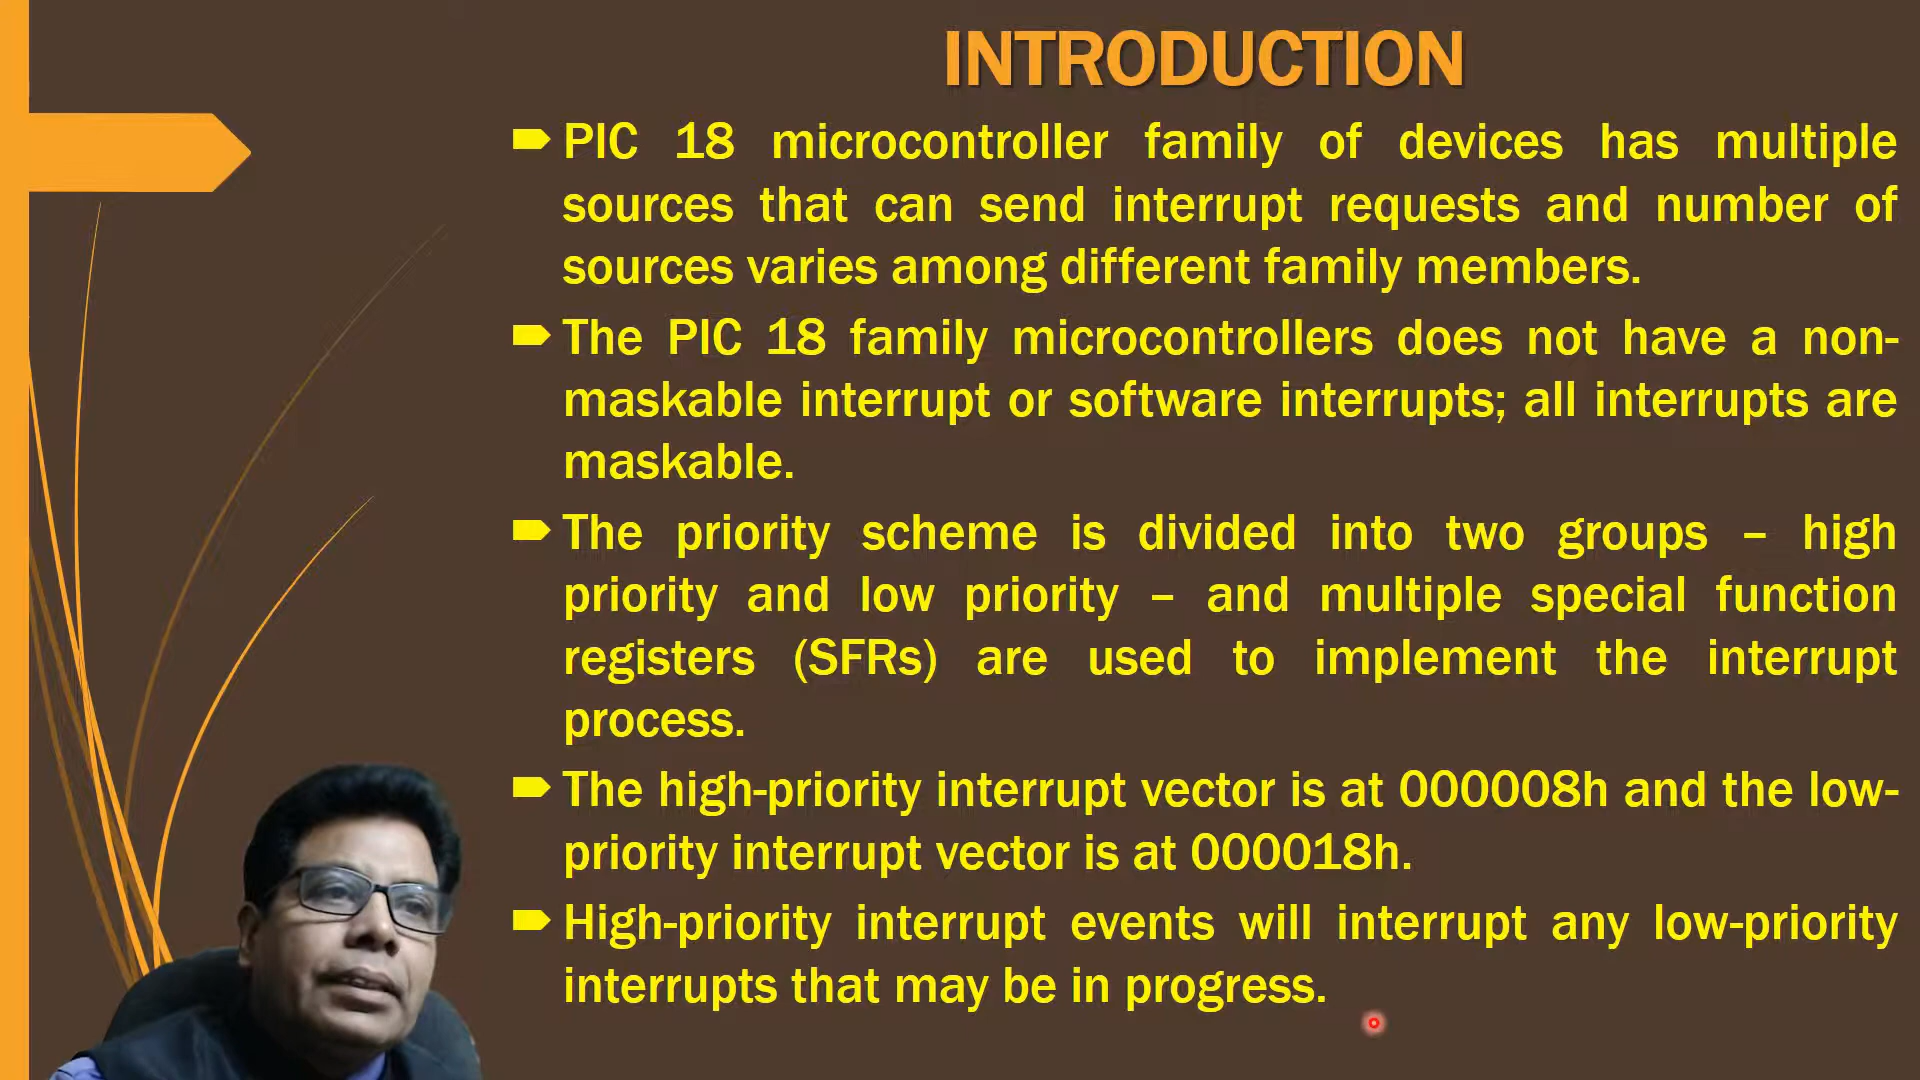 INTRODUCTION
PIC 18 microcontroller family of devices has multiple
sources that can send interrupt requests and number of
sources varies among different family members.
The PIC 18 family microcontrollers does not have a non-
maskable interrupt or software interrupts; all interrupts are
maskable.
The priority scheme is divided into two groups – high
priority and low priority – and multiple special function
registers (SFRs) are used to implement the interrupt
process.
The high-priority interrupt vector is at 000008h and the low-
priority interrupt vector is at 000018h.
High-priority interrupt events will interrupt any low-priority
interrupts that may be in progress.